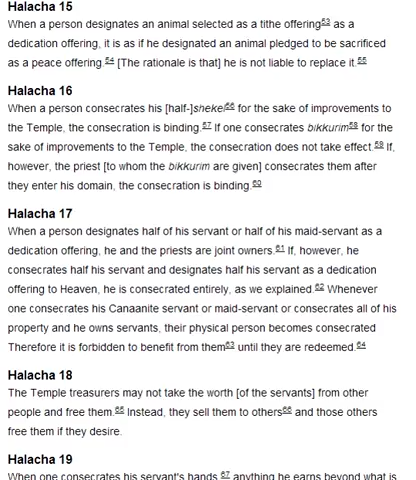 Halacha 15
When a person designates an animal selected as a tithe offering53 as a
dedication offering, it is as if he designated an animal pledged to be sacrificed
as a peace offering.54 [The rationale is that] he is not liable to replace it.55
Halacha 16
When a person consecrates his [half-]shekel56 for the sake of improvements to
the Temple, the consecration is binding.57 If one consecrates bikkurim58 for the
sake of improvements to the Temple, the consecration does not take effect.59 If,
however, the priest [to whom the bikkurim are given] consecrates them after
they enter his domain, the consecration is binding.60
Halacha 17
When a person designates half of his servant or half of his maid-servant as a
dedication offering, he and the priests are joint owners.61 If, however, he
consecrates half his servant and designates half his servant as a dedication
offering to Heaven, he is consecrated entirely, as we explained.62 Whenever
one consecrates his Canaanite servant or maid-servant or consecrates all of his
property and he owns servants, their physical person becomes consecrated
Therefore it is forbidden to benefit from them63 until they are redeemed.64
Halacha 18
The Temple treasurers may not take the worth [of the servants] from other
people and free them.65 Instead, they sell them to others66 and those others
free them if they desire.
Halacha 19
When one consecrates his servant's hands,67 anything he earns beyond what is